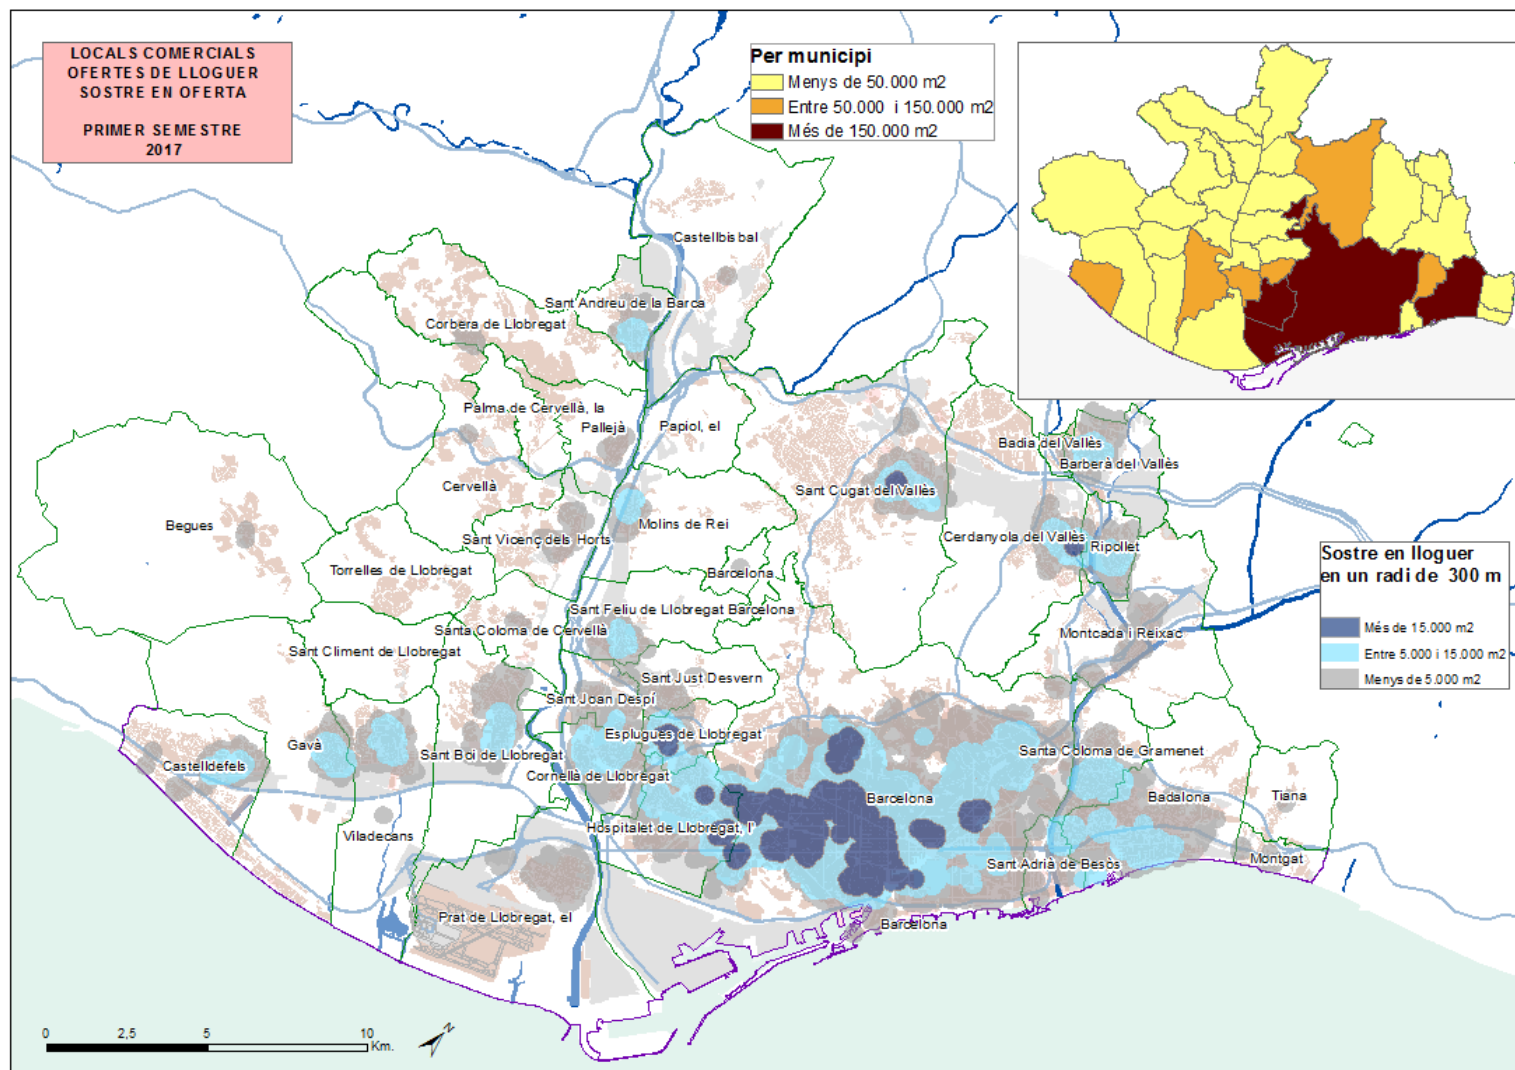 LOCALS COMERCIALS
OFERTES DE LLOGUER
SOSTRE EN OFERTA
PRIMER SEMESTRE
2017
Per municipi
Menys de 50.000 m2
Entre 50.000 i 150.000 m2
Més de 150.000 m2
Castellbisbal
Sant Andreu de la Barca
Corbera de Llobregat
Palma de Cervellà, la
Pallejà
Papiol, el
Badia del Vallès
Barberà del Vallès
Cervellà
Sant Cugat del Vallès
Begues
Molins de Rei
Sant Vicenç dels Horts
Cerdanyola del Vallès
Ripollet
Torrelles de Llobregat
Barcelona
Sostre en lloguer
en un radi de 300 m
Més de 15.000 m2
Entre 5.000 i 15.000 m2
Menys de 5.000 m2
Sant Feliu de Llobregat Barcelona
Santa Coloma de Cervellà
Montcada i Reixac
Sant Climent de Llobregat
Sant Just Desvern
Sant Joan Despí
Esplugues de Llobregat
Gavà
Sant Boi de Llobregat
Santa Coloma de Gramenet
Castelldefels
Cornellà de Llobregat
Barcelona
Badalona
Tiana
Viladecans
Hospitalet de Llobregat, l'
Sant Adrià de Besòs
Montgat
Prat de Llobregat, el
Barcelona
0 2,5 5 10
Km.
N